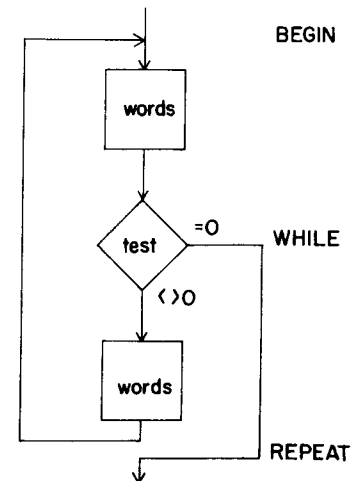 BEGIN
words
test
=0
WHILE
<>0
words
REPEAT